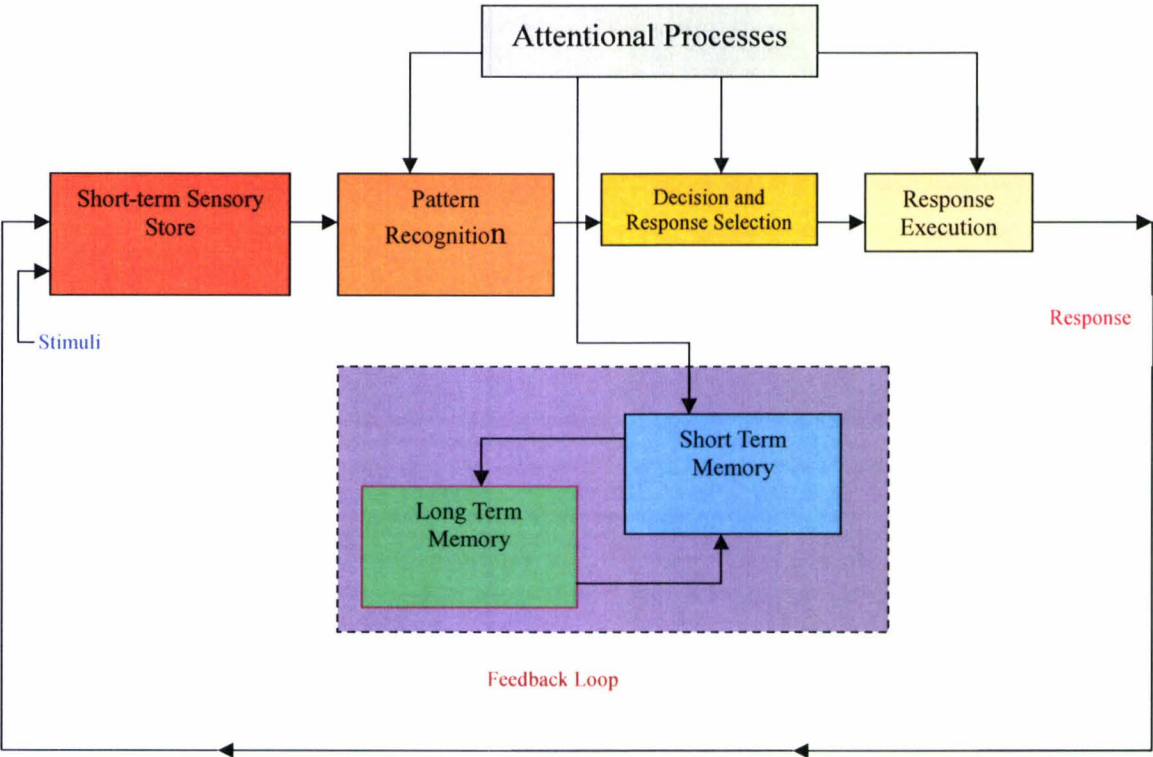 Attentional Processes
Short-term Sensory
Store
Pattern
Recognition
Decision and
Response Selection
Response
Execution
Response
Stimuli
Short Term
Memory
Long Term
Memory
Feedback Loop